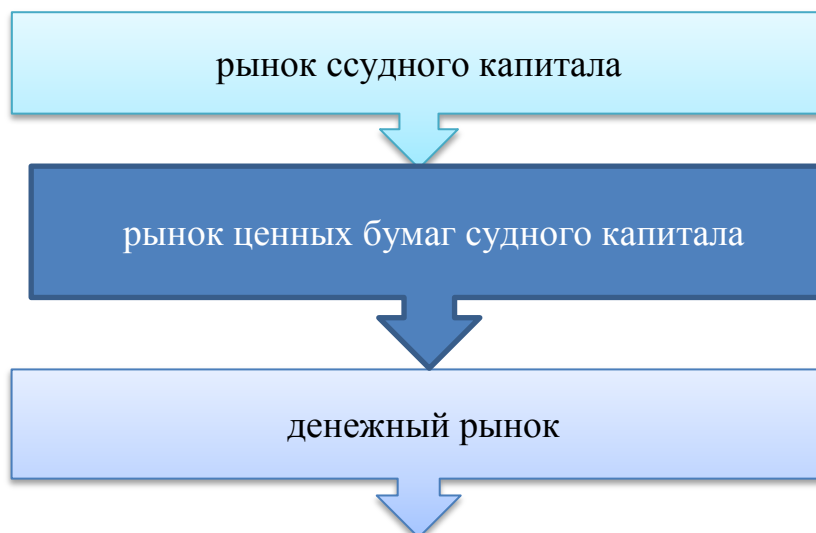 рынок ссудного капитала
рынок ценных бумаг судного капитала
денежный рынок